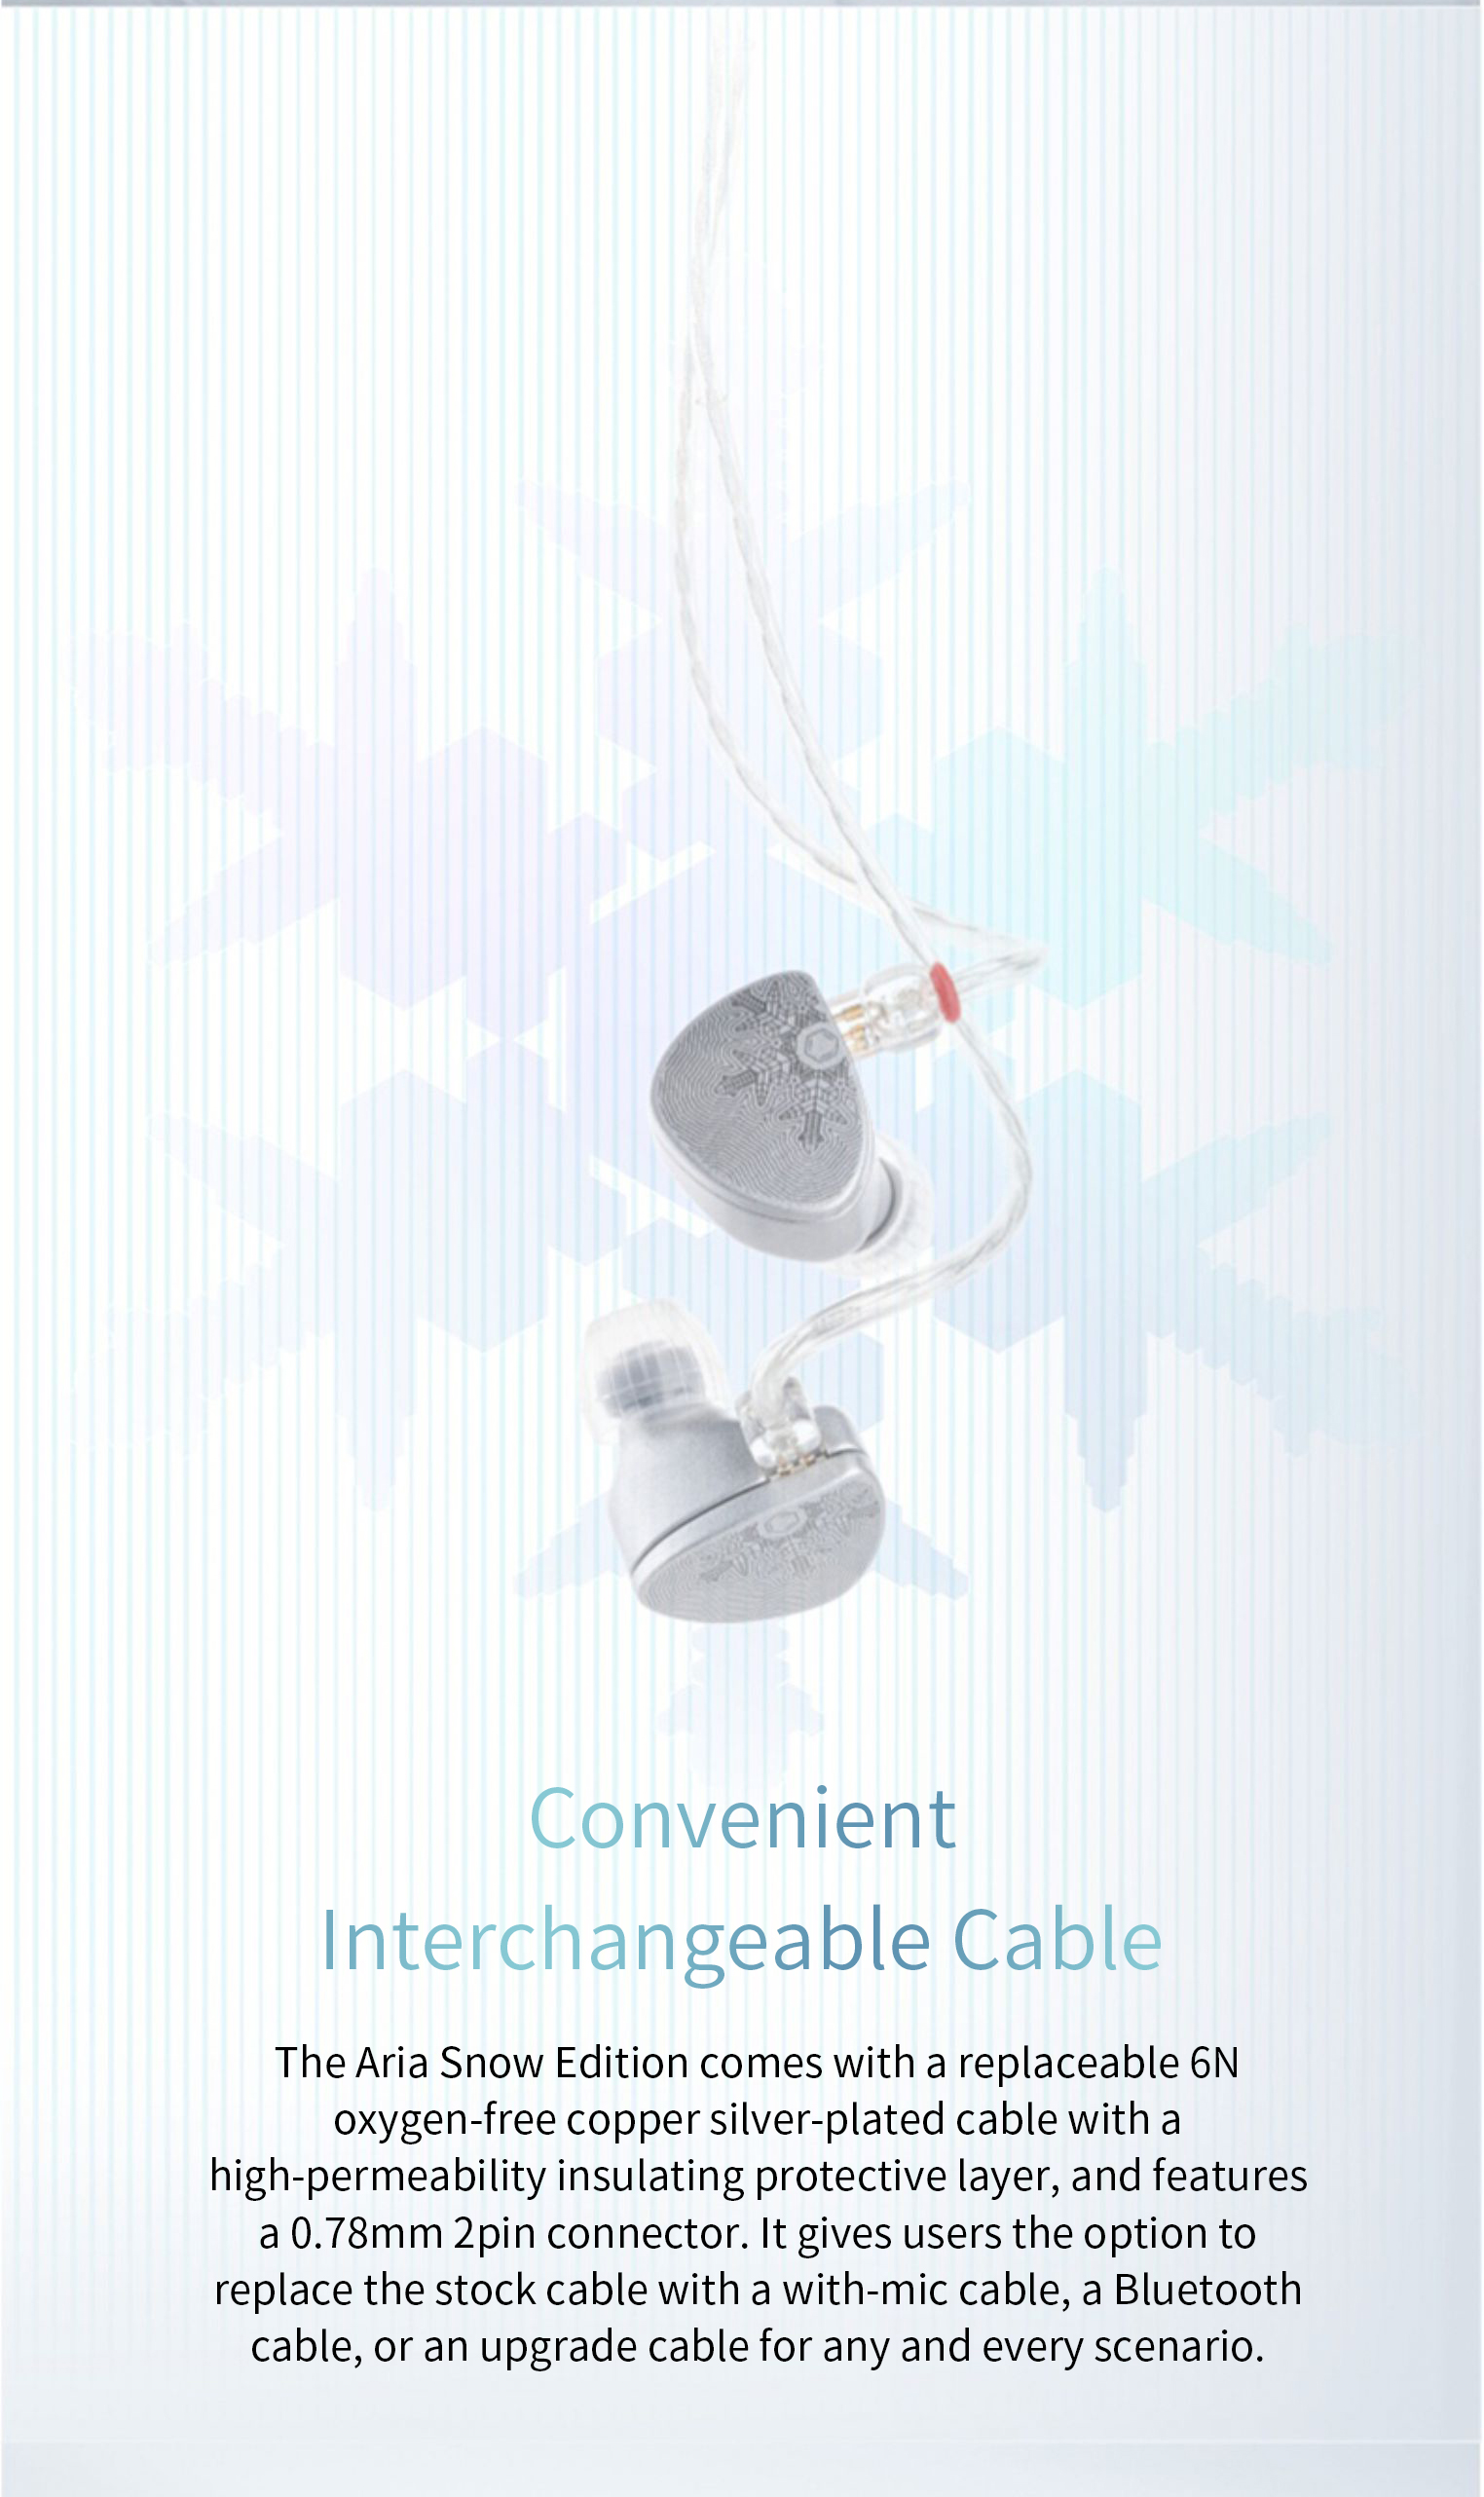 Convenient
Interchangeable Cable
The Aria Snow Edition comes with a replaceable 6N
oxygen-free copper silver-plated cable with a
high-permeability insulating protective layer, and features
a 0.78mm 2pin connector. It gives users the option to
replace the stock cable with a with-mic cable, a Bluetooth
cable, or an upgrade cable for any and every scenario.